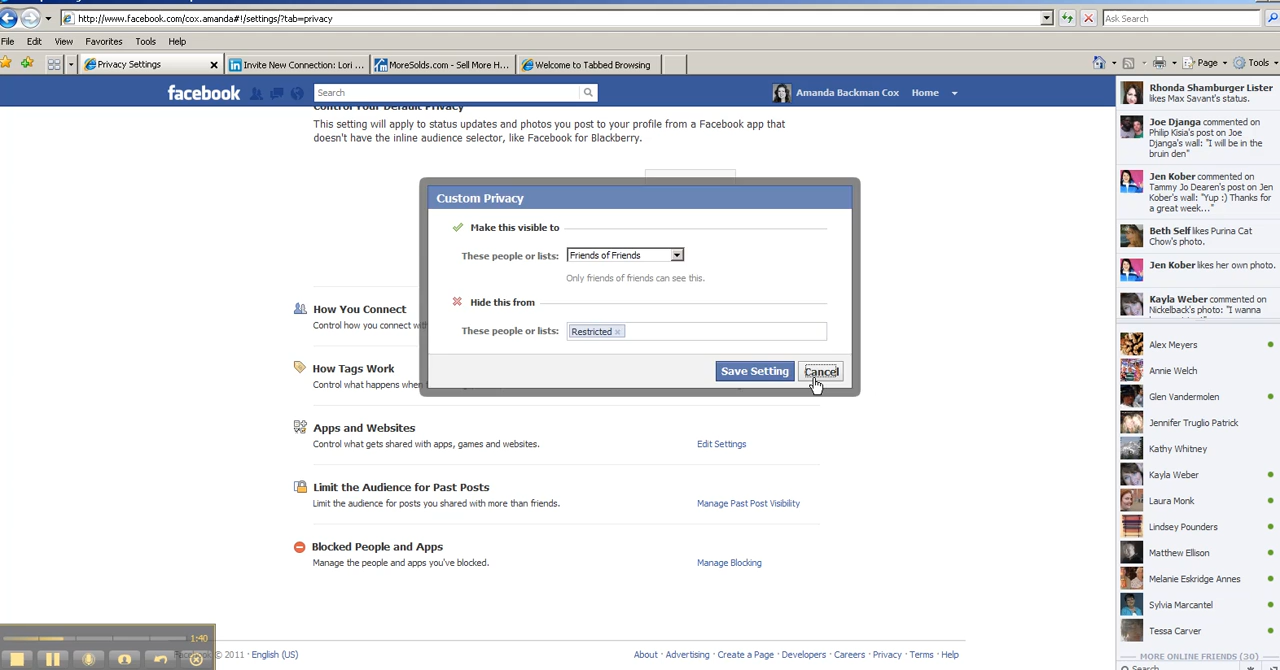 http://www.facebook.com/cox.amanda#!/settings/?tab=privacy
Ask Search
File Edit View Favorites Tools Help
Privacy Settings
Invite New Connection: Lori ...
MoreSolds.com - Sell More H...
Welcome to Tabbed Browsing
Page Tools
facebook
Search
Amanda Backman Cox Home
Control Your Default Privacy
This setting will apply to status updates and photos you post to your profile from a Facebook app that
doesn't have the inline audience selector, like Facebook for Blackberry.
Custom Privacy
Make this visible to
These people or lists: Friends of Friends
Only friends of friends can see this.
Hide this from
These people or lists: Restricted x
Save Setting Cancel
How You Connect
Control how you connect wit
How Tags Work
Control what happens when
Apps and Websites
Control what gets shared with apps, games and websites.
Edit Settings
Limit the Audience for Past Posts
Limit the audience for posts you shared with more than friends.
Manage Past Post Visibility
Blocked People and Apps
Manage the people and apps you've blocked.
Manage Blocking
1:40
© 2011 · English (US)
About · Advertising · Create a Page · Developers · Careers · Privacy · Terms · Help
Rhonda Shamburger Lister
likes Max Savant's status.
Joe Djanga commented on
Philip Kisia's post on Joe
Djanga's wall: "I will be in the
bruin den"
Jen Kober commented on
Tammy Jo Dearen's post on Jen
Kober's wall: "Yup :) Thanks for
a great week..."
Beth Self likes Purina Cat
Chow's photo.
Jen Kober likes her own photo.
Kayla Weber commented on
Nickelback's photo: "I wanna
Alex Meyers
Annie Welch
Glen Vandermolen
Jennifer Truglio Patrick
Kathy Whitney
Kayla Weber
Laura Monk
Lindsey Pounders
Matthew Ellison
Melanie Eskridge Annes
Sylvia Marcantel
Tessa Carver
MORE ONLINE FRIENDS (30)
Search